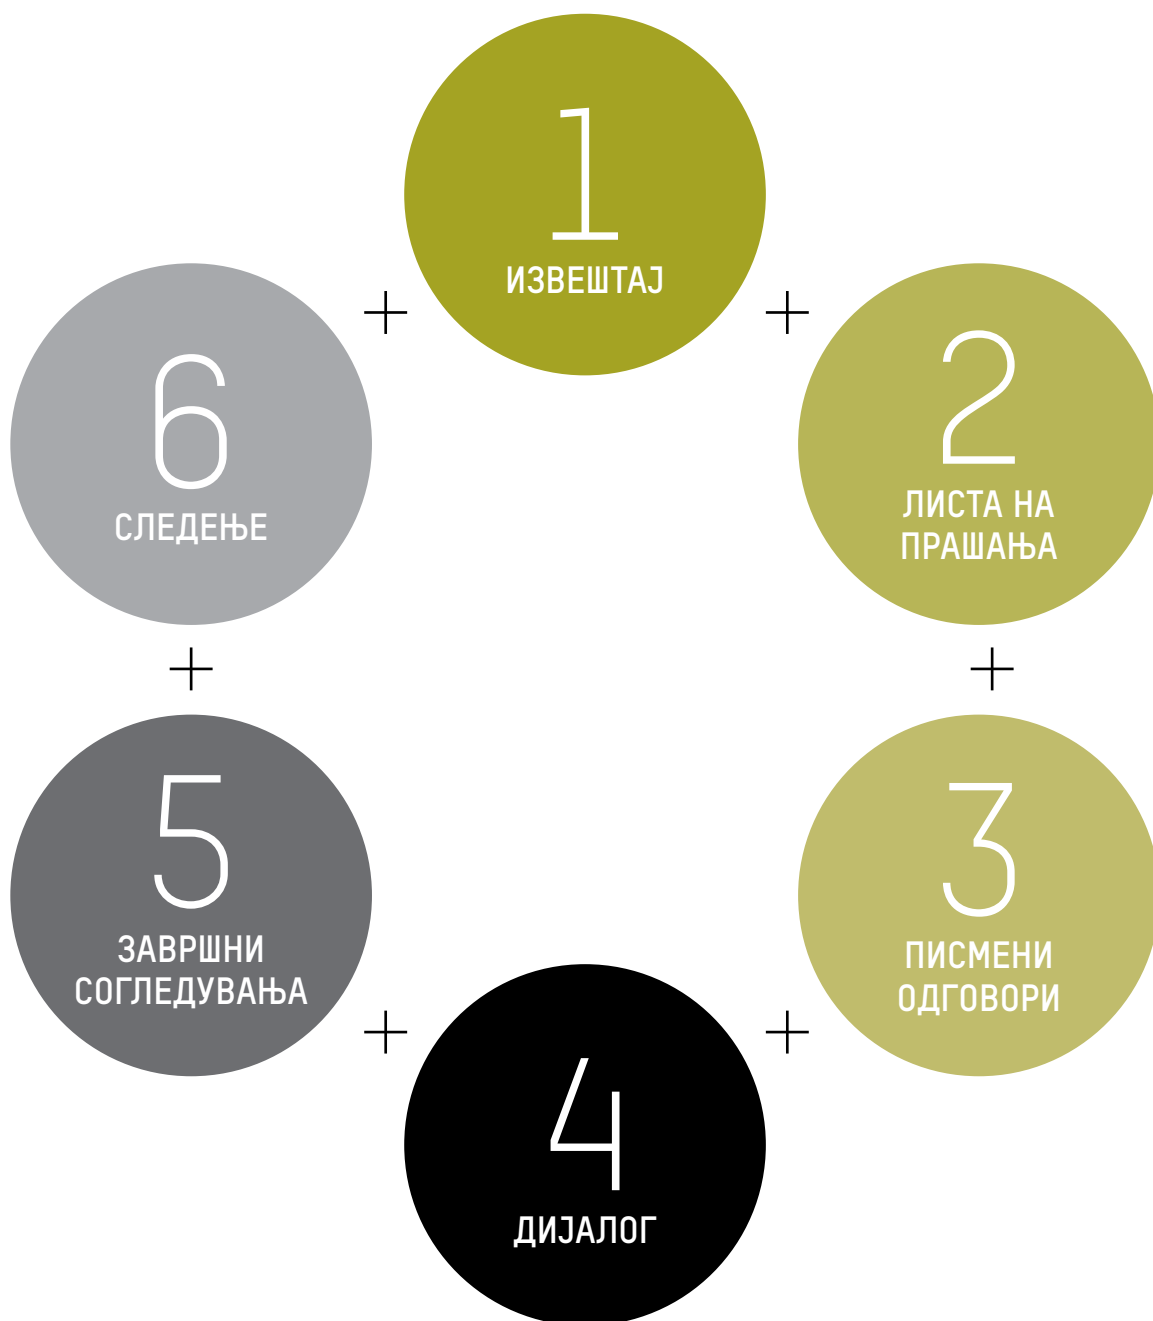 1
ИЗВЕШТАЈ
2
ЛИСТА НА
ПРАШАЊА
3
ПИСМЕНИ
ОДГОВОРИ
4
ДИЈАЛОГ
5
ЗАВРШНИ
СОГЛЕДУВАЊА
6
СЛЕДЕЊЕ